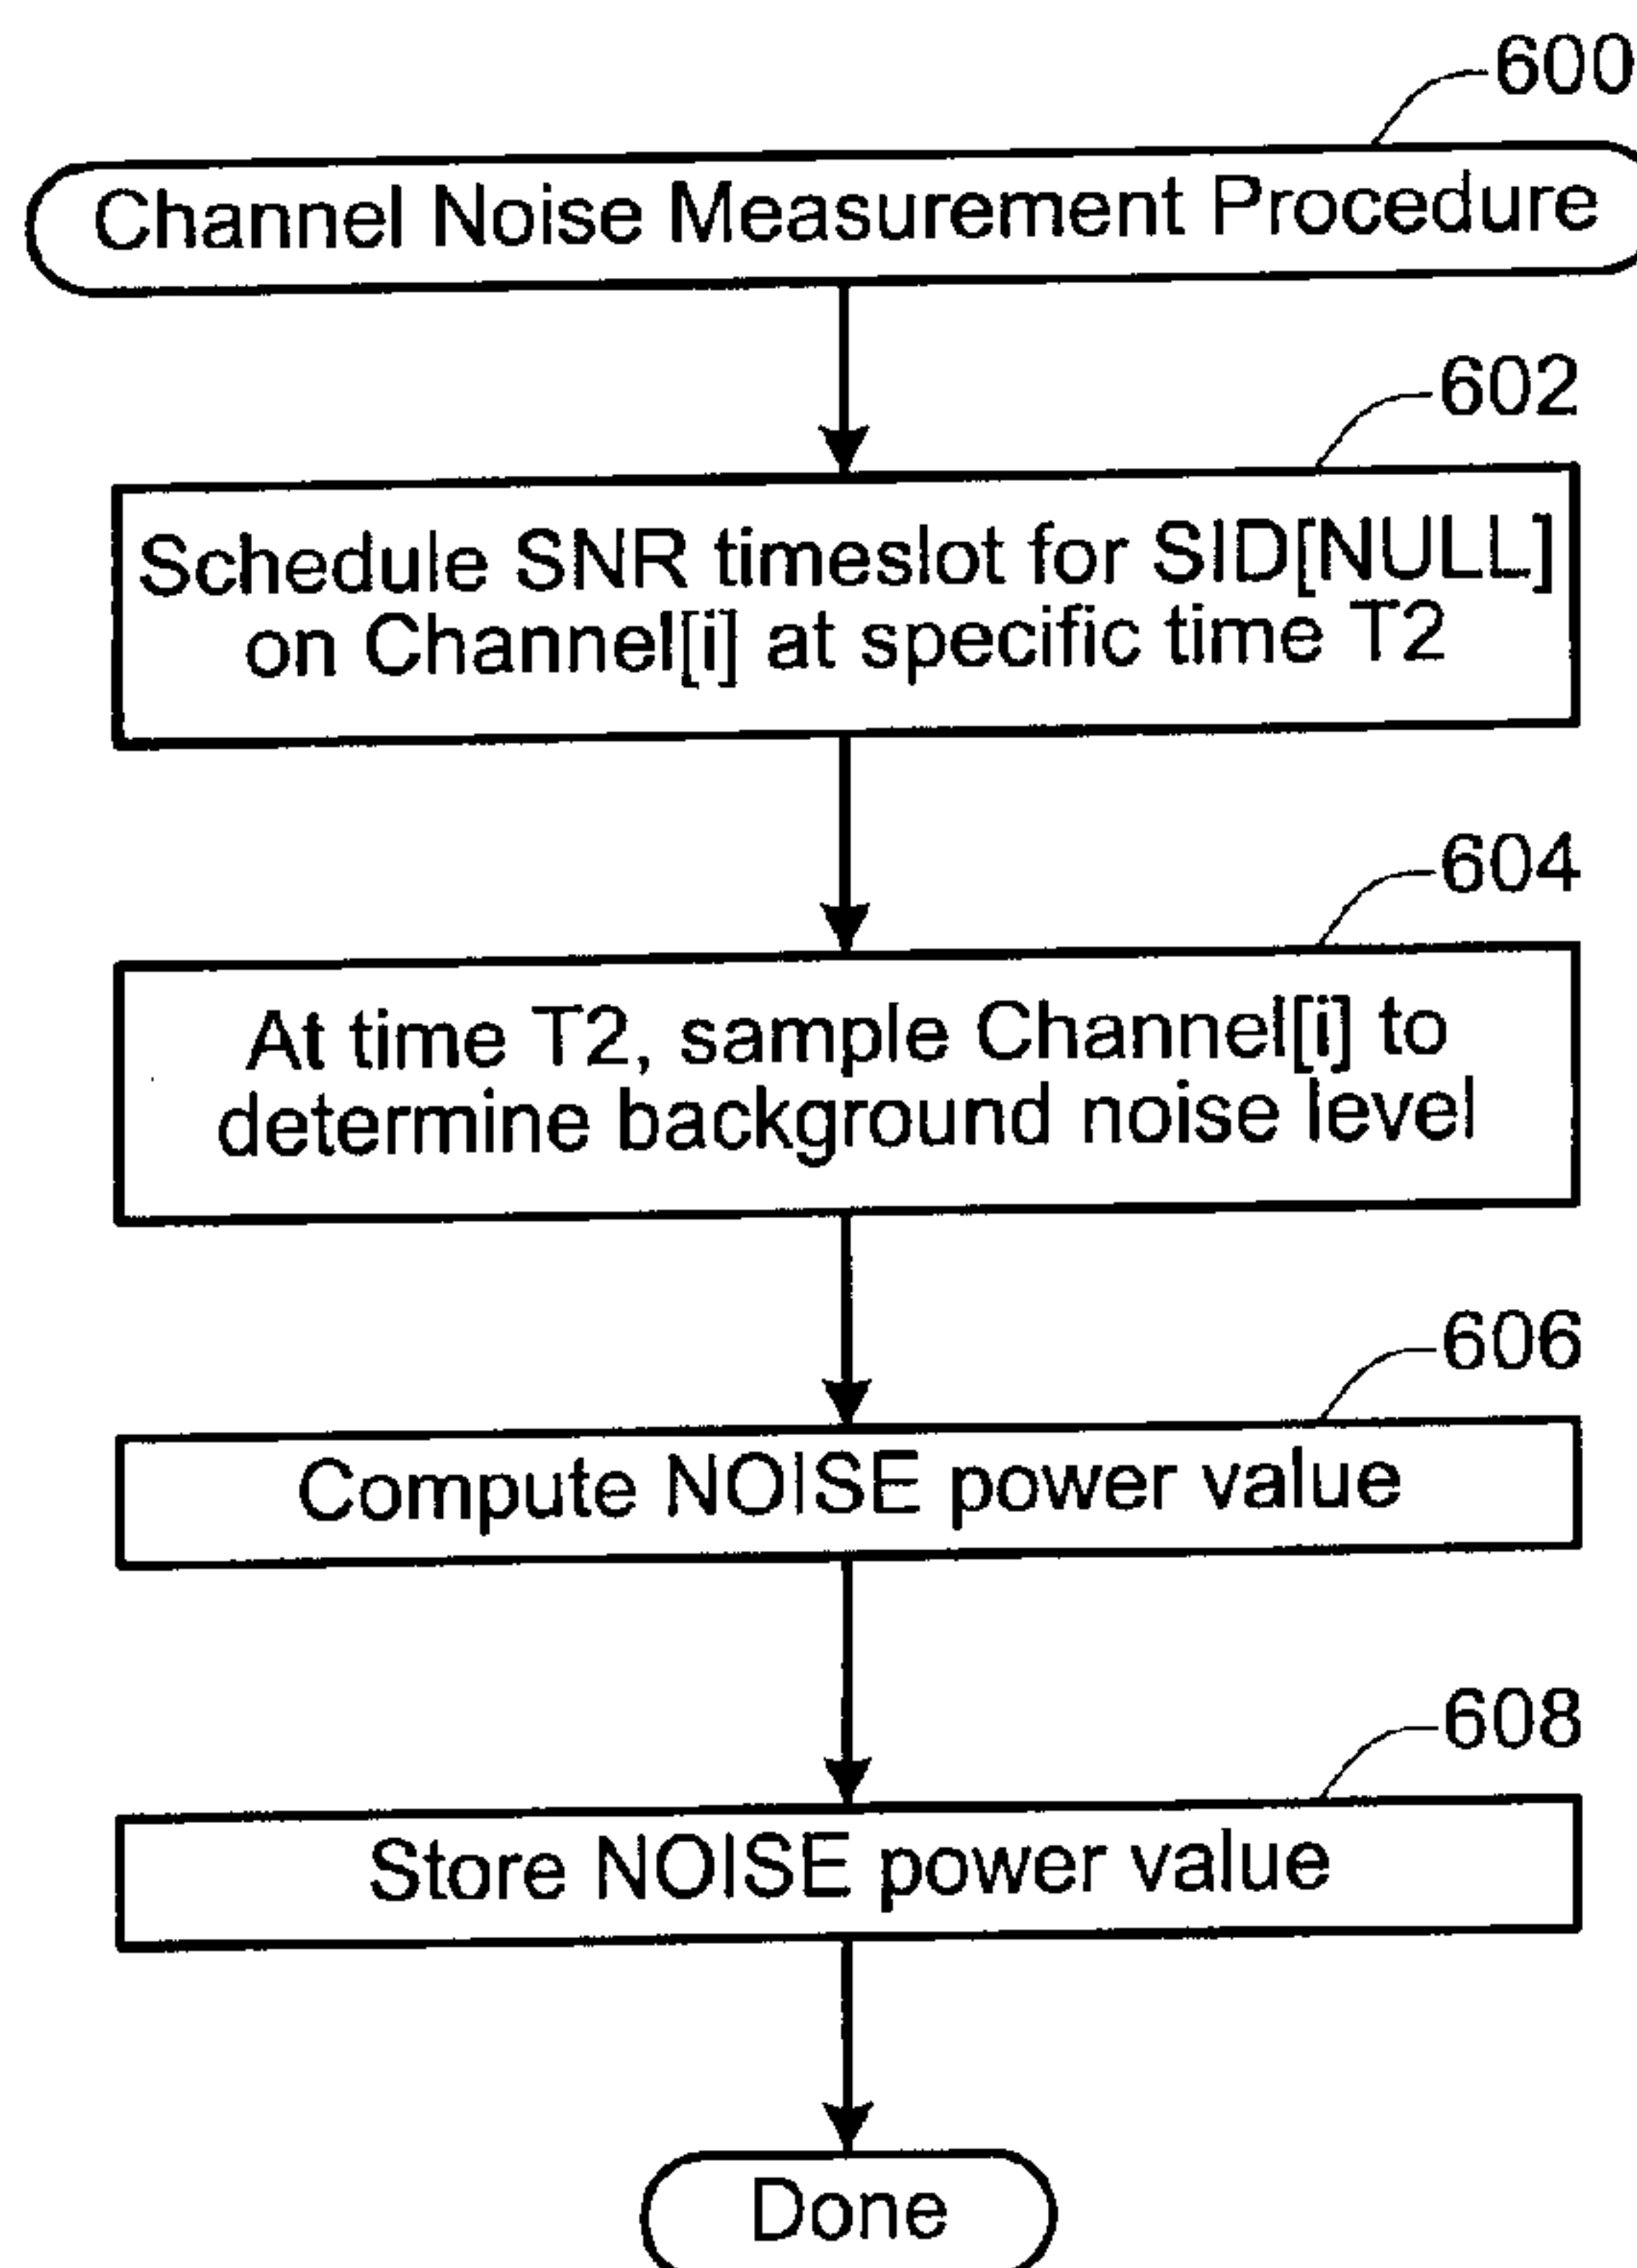 600
Channel Noise Measurement Procedure
602
Schedule SNR timeslot for SID[NULL]
on Channel[i] at specific time T2
604
At time T2, sample Channel[i] to
determine background noise level
606
Compute NOISE power value
608
Store NOISE power value
Done